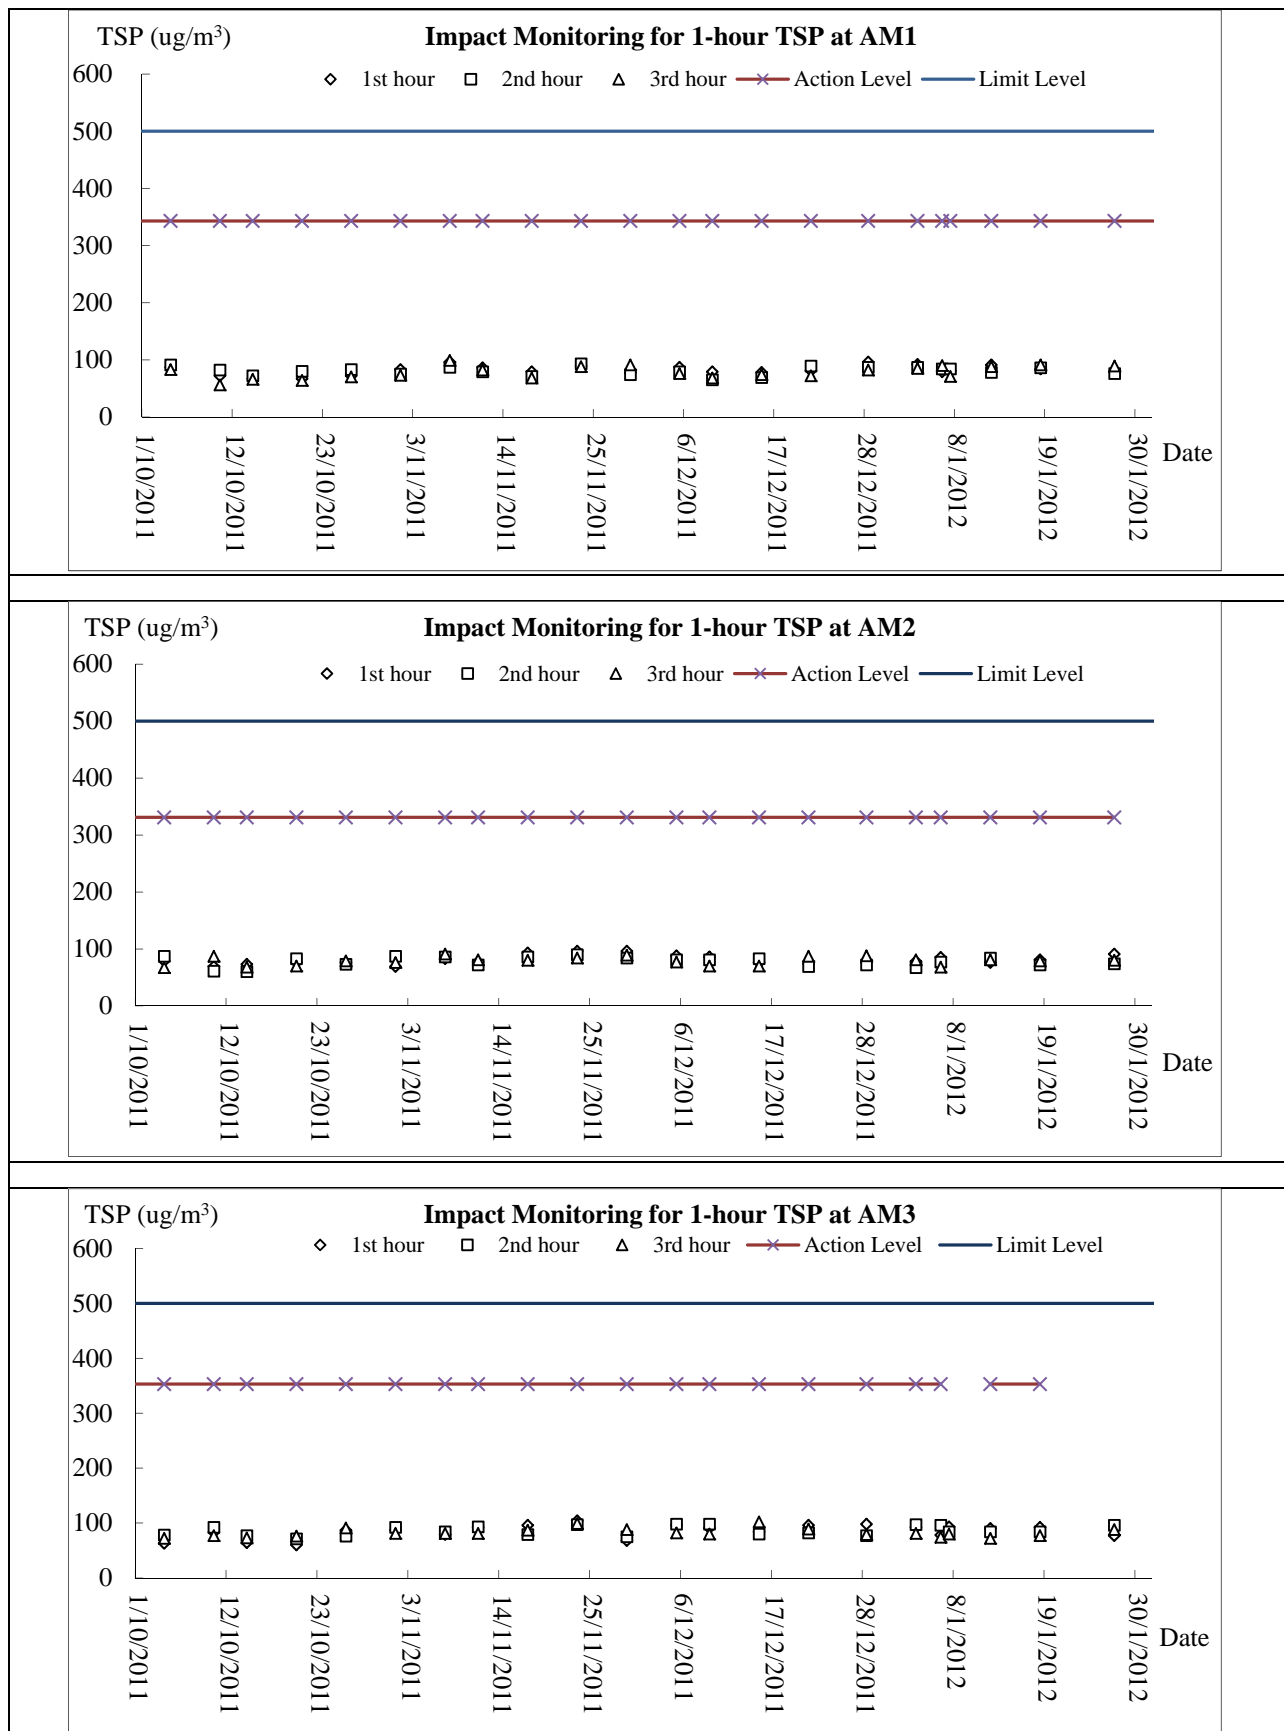 TSP (ug/m³) Impact Monitoring for 1-hour TSP at AM1
600
1st hour 2nd hour 3rd hour Action Level Limit Level
500
400
300
200
100
0
1/10/2011 12/10/2011 23/10/2011 3/11/2011 14/11/2011 25/11/2011 6/12/2011 17/12/2011 28/12/2011 8/1/2012 19/1/2012 30/1/2012 Date
TSP (ug/m³) Impact Monitoring for 1-hour TSP at AM2
600
1st hour 2nd hour 3rd hour Action Level Limit Level
500
400
300
200
100
0
1/10/2011 12/10/2011 23/10/2011 3/11/2011 14/11/2011 25/11/2011 6/12/2011 17/12/2011 28/12/2011 8/1/2012 19/1/2012 30/1/2012 Date
TSP (ug/m³) Impact Monitoring for 1-hour TSP at AM3
600
1st hour 2nd hour 3rd hour Action Level Limit Level
500
400
300
200
100
0
1/10/2011 12/10/2011 23/10/2011 3/11/2011 14/11/2011 25/11/2011 6/12/2011 17/12/2011 28/12/2011 8/1/2012 19/1/2012 30/1/2012 Date